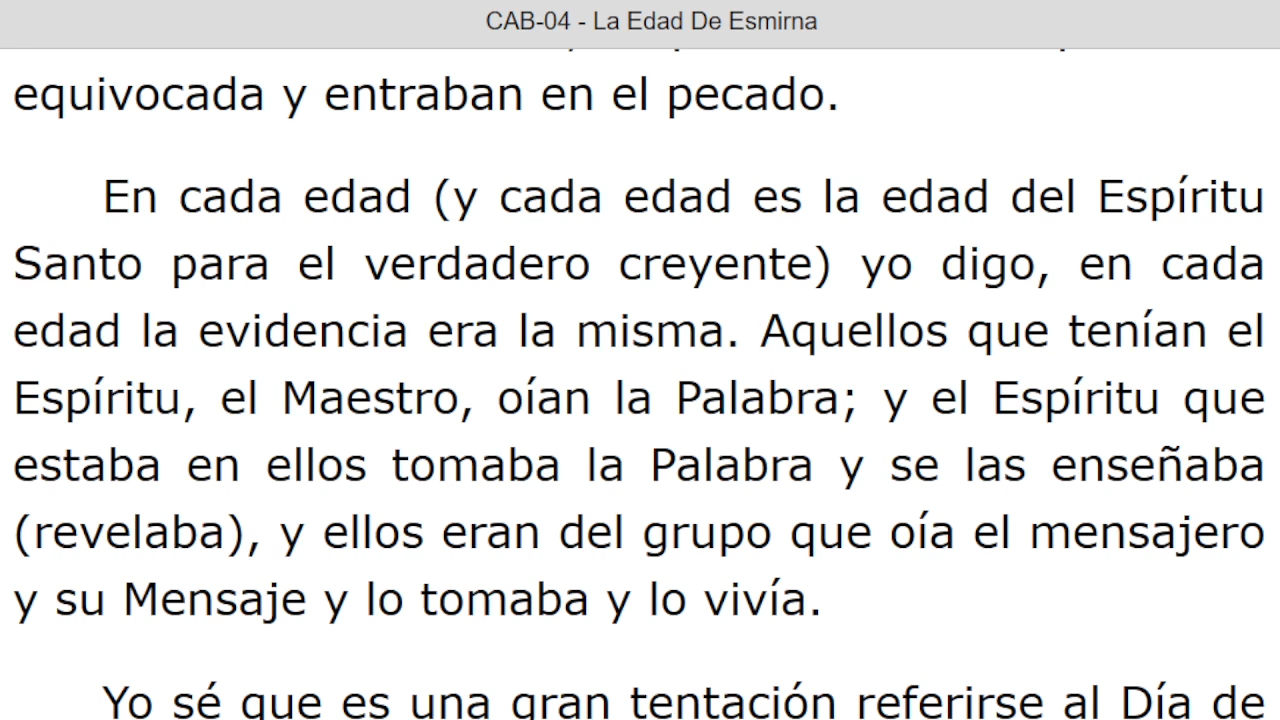 CAB-04 - La Edad De Esmirna
equivocada y entraban en el pecado.
En cada edad (y cada edad es la edad del Espíritu
Santo para el verdadero creyente) yo digo, en cada
edad la evidencia era la misma. Aquellos que tenían el
Espíritu, el Maestro, oían la Palabra; y el Espíritu que
estaba en ellos tomaba la Palabra y se las enseñaba
(revelaba), y ellos eran del grupo que oía el mensajero
y su Mensaje y lo tomaba y lo vivía.
Yo sé que es una gran tentación referirse al Día de